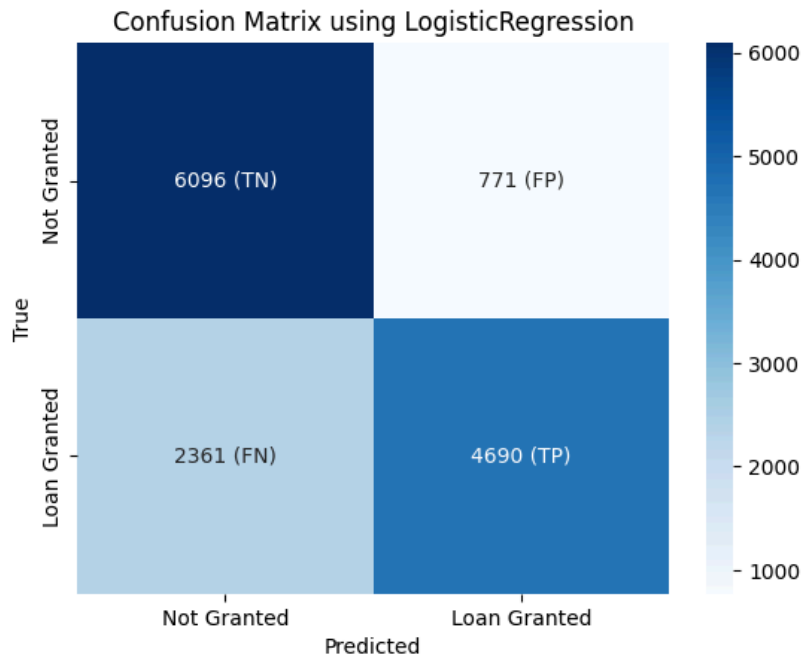 Confusion Matrix using LogisticRegression
Not Granted
6096 (TN)
771 (FP)
True
Loan Granted
2361 (FN)
4690 (TP)
Not Granted
Loan Granted
Predicted
6000
5000
4000
3000
2000
1000